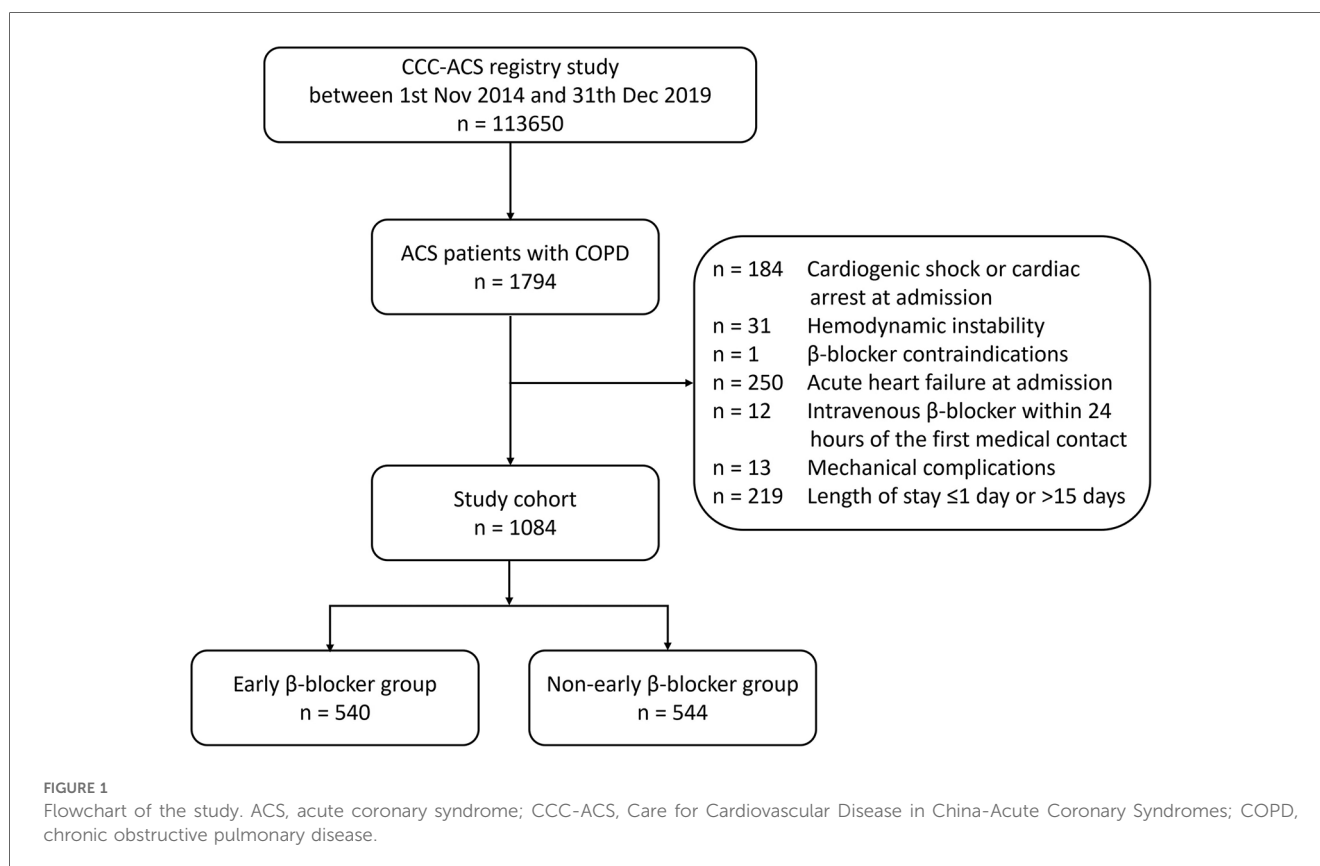 CCC-ACS registry study
between 1st Nov 2014 and 31th Dec 2019
n = 113650
ACS patients with COPD
n = 1794
n = 184 Cardiogenic shock or cardiac
arrest at admission
n = 31 Hemodynamic instability
n = 1 β-blocker contraindications
n = 250 Acute heart failure at admission
n = 12 Intravenous β-blocker within 24
hours of the first medical contact
n = 13 Mechanical complications
n = 219 Length of stay ≤1 day or >15 days
Study cohort
n = 1084
Early β-blocker group
n = 540
Non-early β-blocker group
n = 544
FIGURE 1
Flowchart of the study. ACS, acute coronary syndrome; CCC-ACS, Care for Cardiovascular Disease in China-Acute Coronary Syndromes; COPD,
chronic obstructive pulmonary disease.